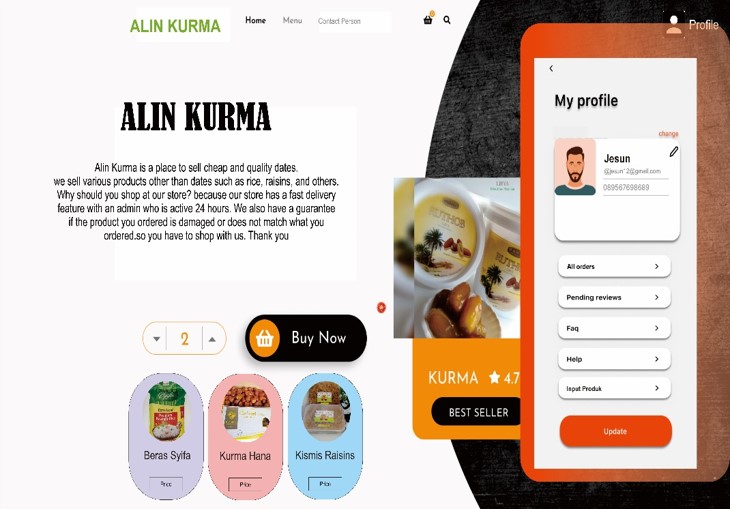 ALIN KURMA
Home
Menu
Contact Person
Profile
ALIN KURMA
Alin Kurma is a place to sell cheap and quality dates.
we sell various products other than dates such as rice, raisins, and others.
Why should you shop at our store? because our store has a fast delivery
feature with an admin who is active 24 hours. We also have a guarantee
if the product you ordered is damaged or does not match what you
ordered.so you have to shop with us. Thank you
2
Buy Now
Beras Sylfa
Kurma Hana
Kismis Raisins
KURMA ★ 4.7
BEST SELLER
My profile
change
Jesun
@jesun_2@gmail.com
089567698689
All orders
Pending reviews
Faq
Help
Input Produk
Update